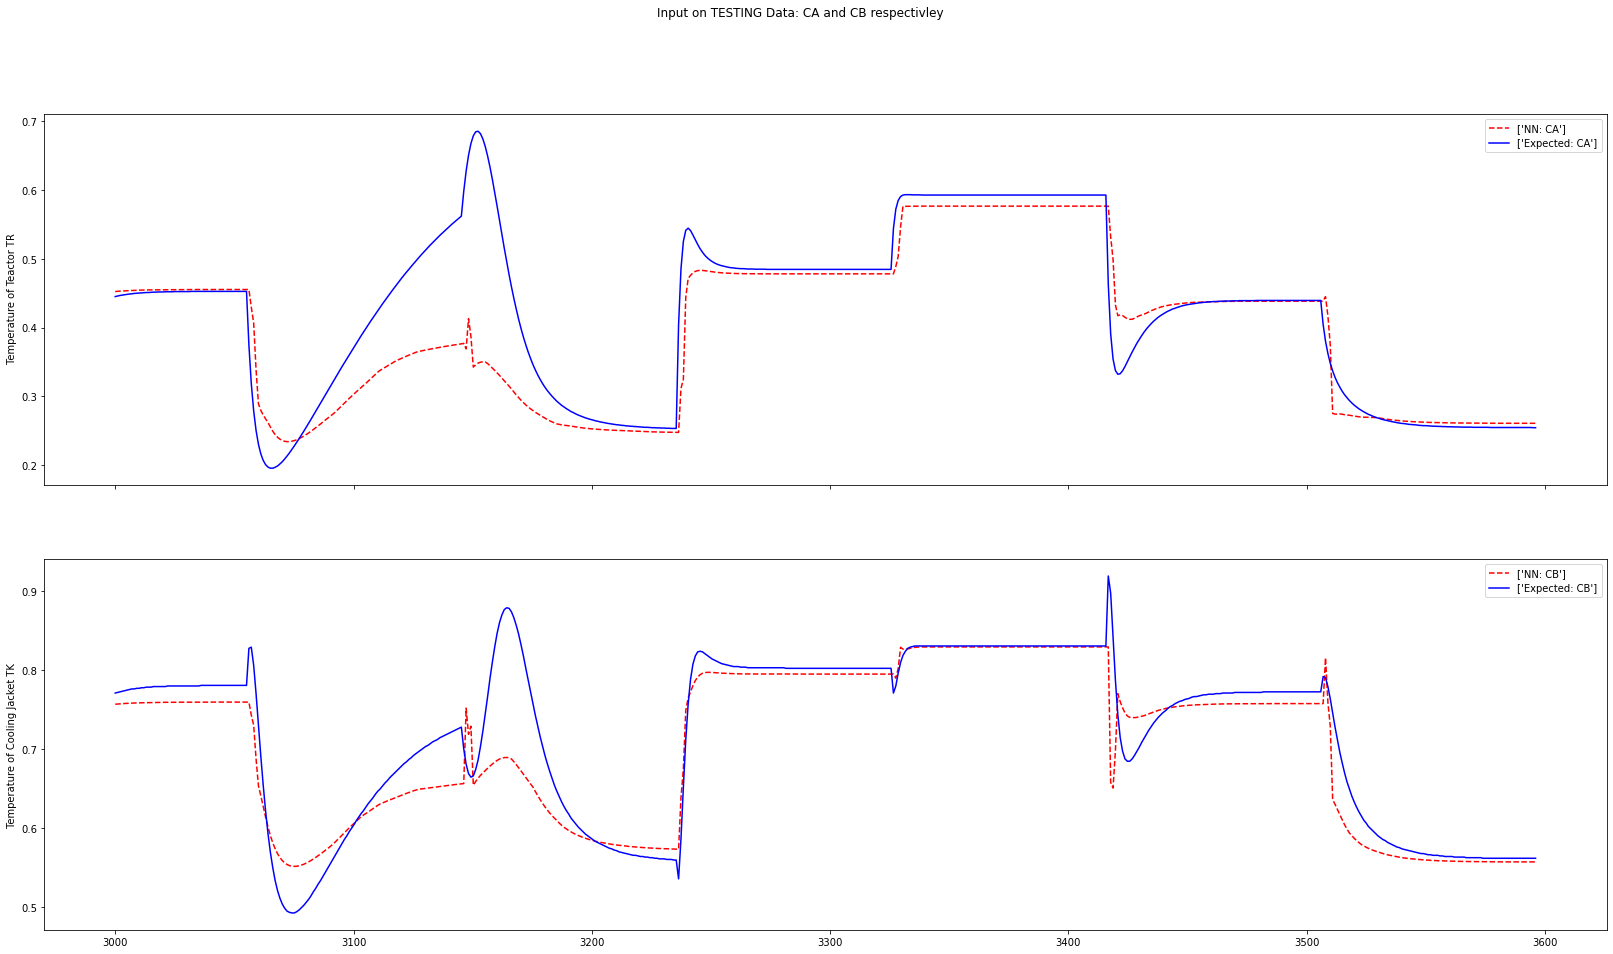 Input on TESTING Data: CA and CB respectivley
Temperature of Teactor TR
0.7
0.6
0.5
0.4
0.3
0.2
['NN: CA']
['Expected: CA']
Temperature of Cooling Jacket TK
0.9
0.8
0.7
0.6
0.5
['NN: CB']
['Expected: CB']
3000 3100 3200 3300 3400 3500 3600